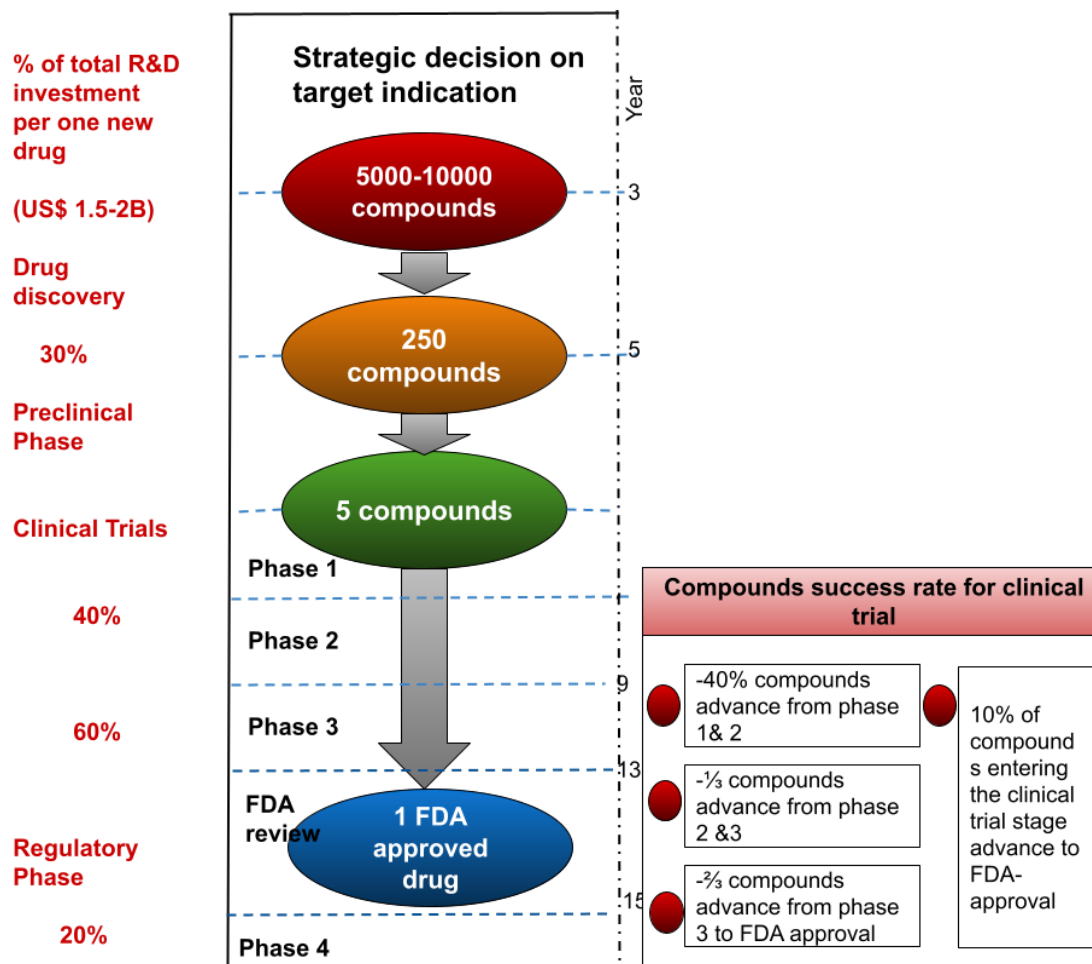 % of total R&D
investment
per one new
drug
(US$ 1.5-2B)
Drug
discovery
30%
Preclinical
Phase
Clinical Trials
40%
60%
Regulatory
Phase
20%
Strategic decision on
target indication
Year
5000-10000
compounds
3
250
compounds
5
5 compounds
Phase 1
Phase 2
9
Phase 3
13
FDA
review
1 FDA
approved
drug
15
Phase 4
Compounds success rate for clinical
trial
-40% compounds
advance from phase
1& 2
-⅓ compounds
advance from phase
2 &3
-⅔ compounds
advance from phase
3 to FDA approval
10% of
compound
s entering
the clinical
trial stage
advance to
FDA-
approval